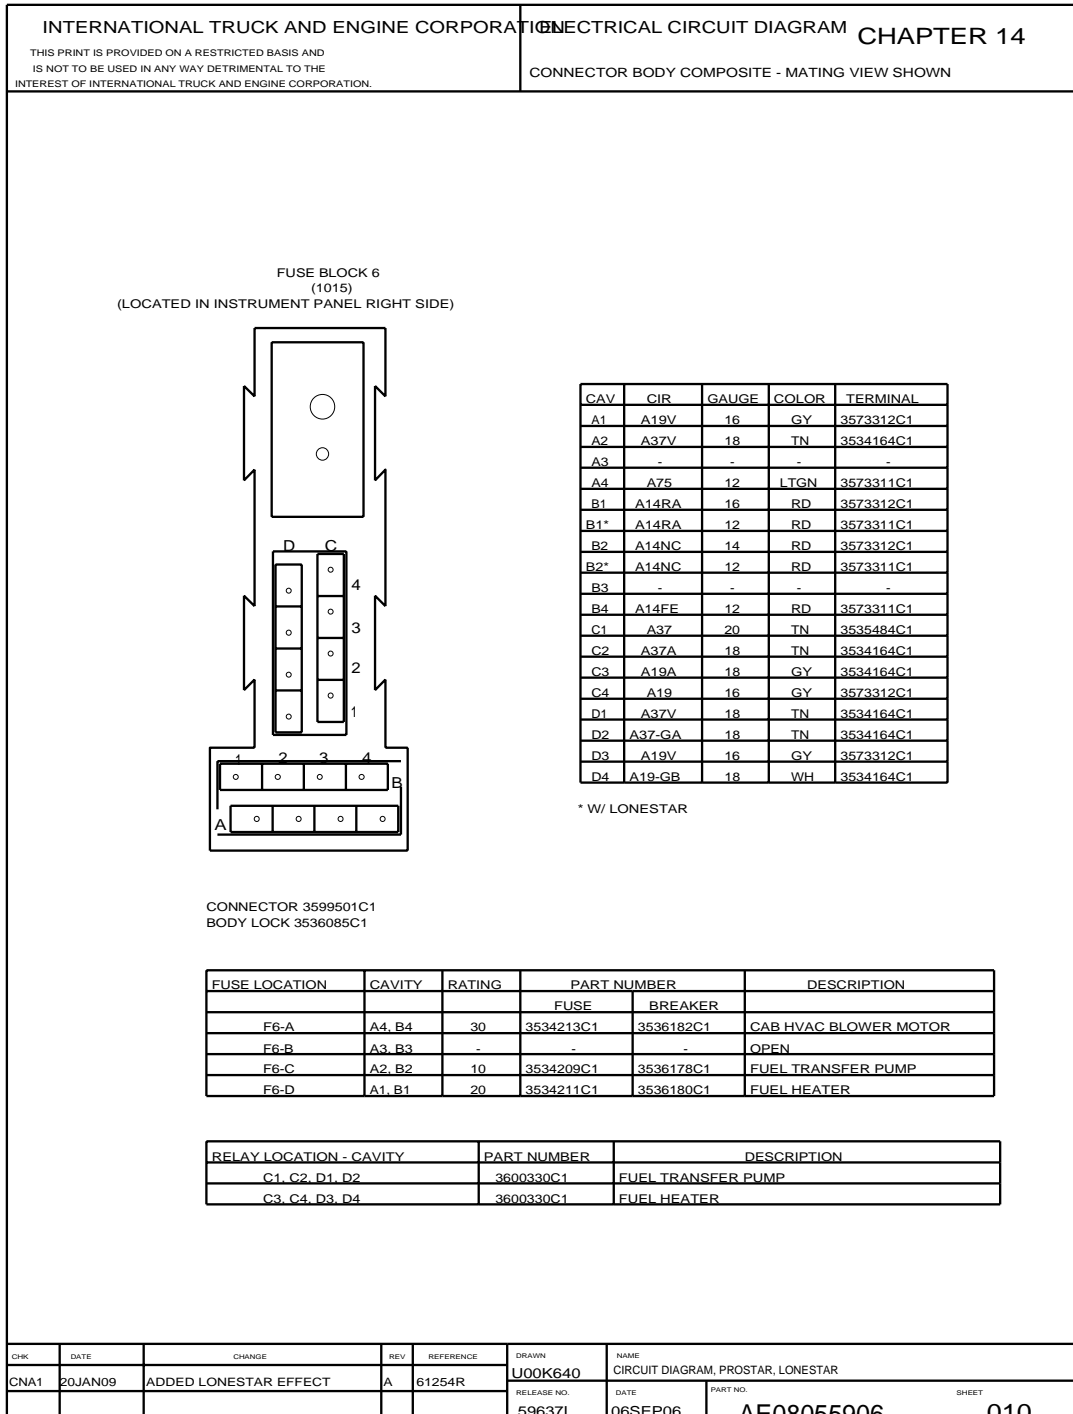 INTERNATIONAL TRUCK AND ENGINE CORPORATION
THIS PRINT IS PROVIDED ON A RESTRICTED BASIS AND
IS NOT TO BE USED IN ANY WAY DETRIMENTAL TO THE
INTEREST OF INTERNATIONAL TRUCK AND ENGINE CORPORATION.
ELECTRICAL CIRCUIT DIAGRAM CHAPTER 14
CONNECTOR BODY COMPOSITE - MATING VIEW SHOWN
FUSE BLOCK 6
(1015)
(LOCATED IN INSTRUMENT PANEL RIGHT SIDE)
D C
4
3
2
1
1 2 3 4
B
A
CAV CIR GAUGE COLOR TERMINAL
A1 A19V 16 GY 3573312C1
A2 A37V 18 TN 3534164C1
A3 - - - -
A4 A75 12 LTGN 3573311C1
B1 A14RA 16 RD 3573312C1
B1* A14RA 12 RD 3573311C1
B2 A14NC 14 RD 3573312C1
B2* A14NC 12 RD 3573311C1
B3 - - - -
B4 A14FE 12 RD 3573311C1
C1 A37 20 TN 3535484C1
C2 A37A 18 TN 3534164C1
C3 A19A 18 GY 3534164C1
C4 A19 16 GY 3573312C1
D1 A37V 18 TN 3534164C1
D2 A37-GA 18 TN 3534164C1
D3 A19V 16 GY 3573312C1
D4 A19-GB 18 WH 3534164C1
* W/ LONESTAR
CONNECTOR 3599501C1
BODY LOCK 3536085C1
FUSE LOCATION CAVITY RATING PART NUMBER DESCRIPTION
FUSE BREAKER
F6-A A4, B4 30 3534213C1 3536182C1 CAB HVAC BLOWER MOTOR
F6-B A3, B3 - - - OPEN
F6-C A2, B2 10 3534209C1 3536178C1 FUEL TRANSFER PUMP
F6-D A1, B1 20 3534211C1 3536180C1 FUEL HEATER
RELAY LOCATION - CAVITY PART NUMBER DESCRIPTION
C1, C2, D1, D2 3600330C1 FUEL TRANSFER PUMP
C3, C4, D3, D4 3600330C1 FUEL HEATER
CHK DATE CHANGE REV REFERENCE DRAWN NAME
CNA1 20JAN09 ADDED LONESTAR EFFECT A 61254R U00K640 CIRCUIT DIAGRAM, PROSTAR, LONESTAR
RELEASE NO. DATE PART NO. SHEET
06SEP06 AE08055906 010